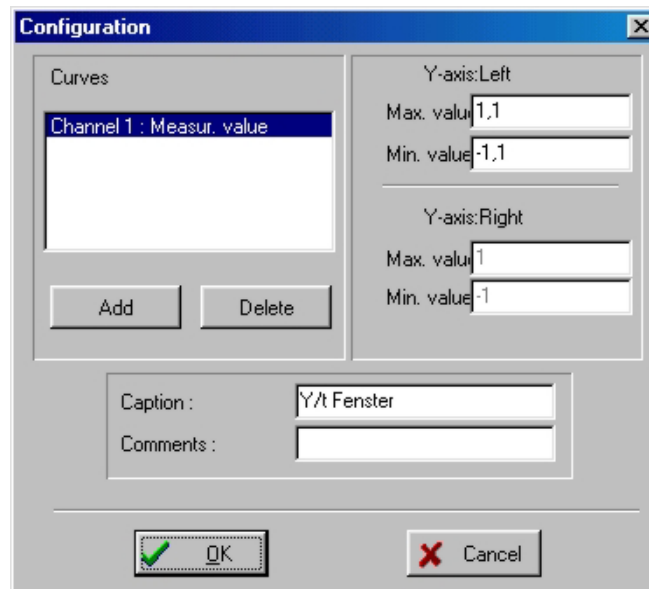 Configuration
Curves
Channel 1 : Measur. value
Add
Delete
Y-axis:Left
Max. valu
1,1
Min. value
-1,1
Y-axis:Right
Max. valu
1
Min. value
-1
Caption :
Y/t Fenster
Comments :
OK
Cancel